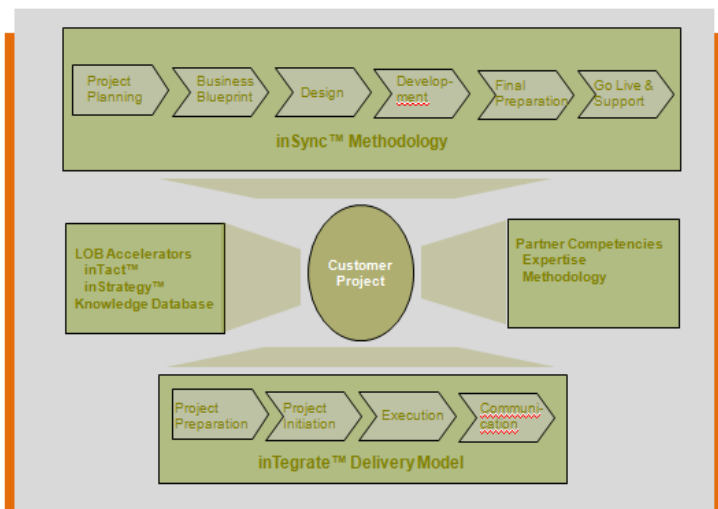 Project
Planning
Business
Blueprint
Design
Develop-
ment
Final
Preparation
Go Live &
Support
inSync™ Methodology
LOB Accelerators
inTact™
inStrategy™
Knowledge Database
Customer
Project
Partner Competencies
Expertise
Methodology
Project
Preparation
Project
Initiation
Execution
Communi-
cation
inTegrate™ Delivery Model